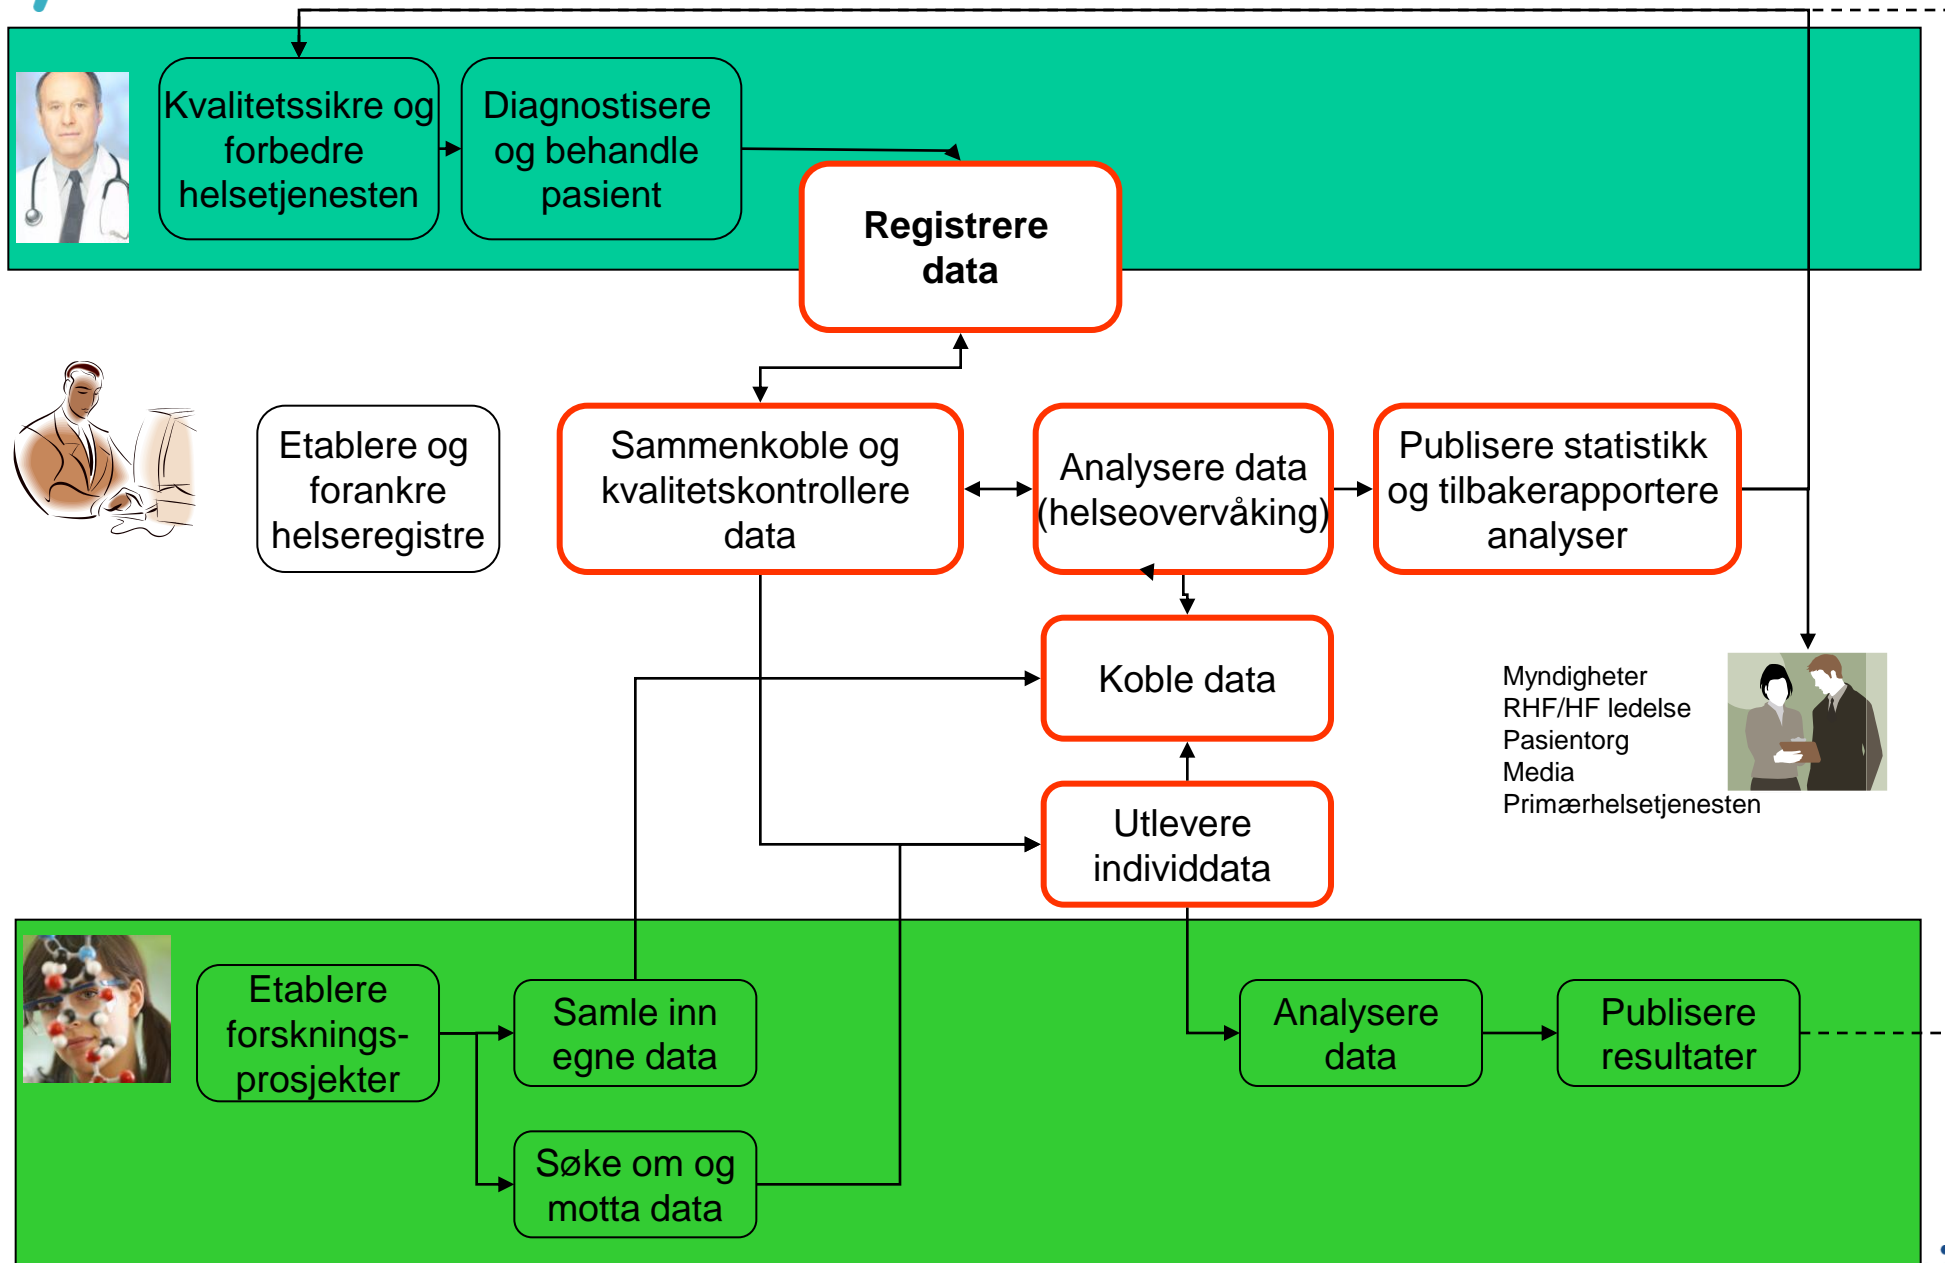 Kvalitetssikre og
forbedre
helsetjenesten
Diagnostisere
og behandle
pasient
Registrere
data
Etablere og
forankre
helseregistre
Sammenkoble og
kvalitetskontrollere
data
Analysere data
(helseovervåking)
Publisere statistikk
og tilbakerapportere
analyser
Koble data
Myndigheter
RHF/HF ledelse
Pasientorg
Media
Primærhelsetjenesten
Utlevere
individdata
Etablere
forsknings-
prosjekter
Samle inn
egne data
Analysere
data
Publisere
resultater
Søke om og
motta data